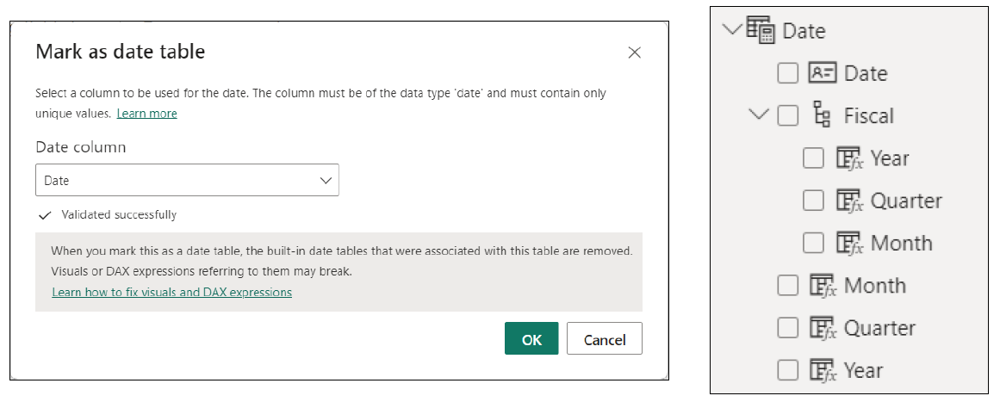 Mark as date table
Select a column to be used for the date. The column must be of the data type 'date' and must contain only
unique values. Learn more
Date column
Date
Validated successfully
When you mark this as a date table, the built-in date tables that were associated with this table are removed.
Visuals or DAX expressions referring to them may break.
Learn how to fix visuals and DAX expressions
OK Cancel
Date
Date
Fiscal
Year
Quarter
Month
Month
Quarter
Year